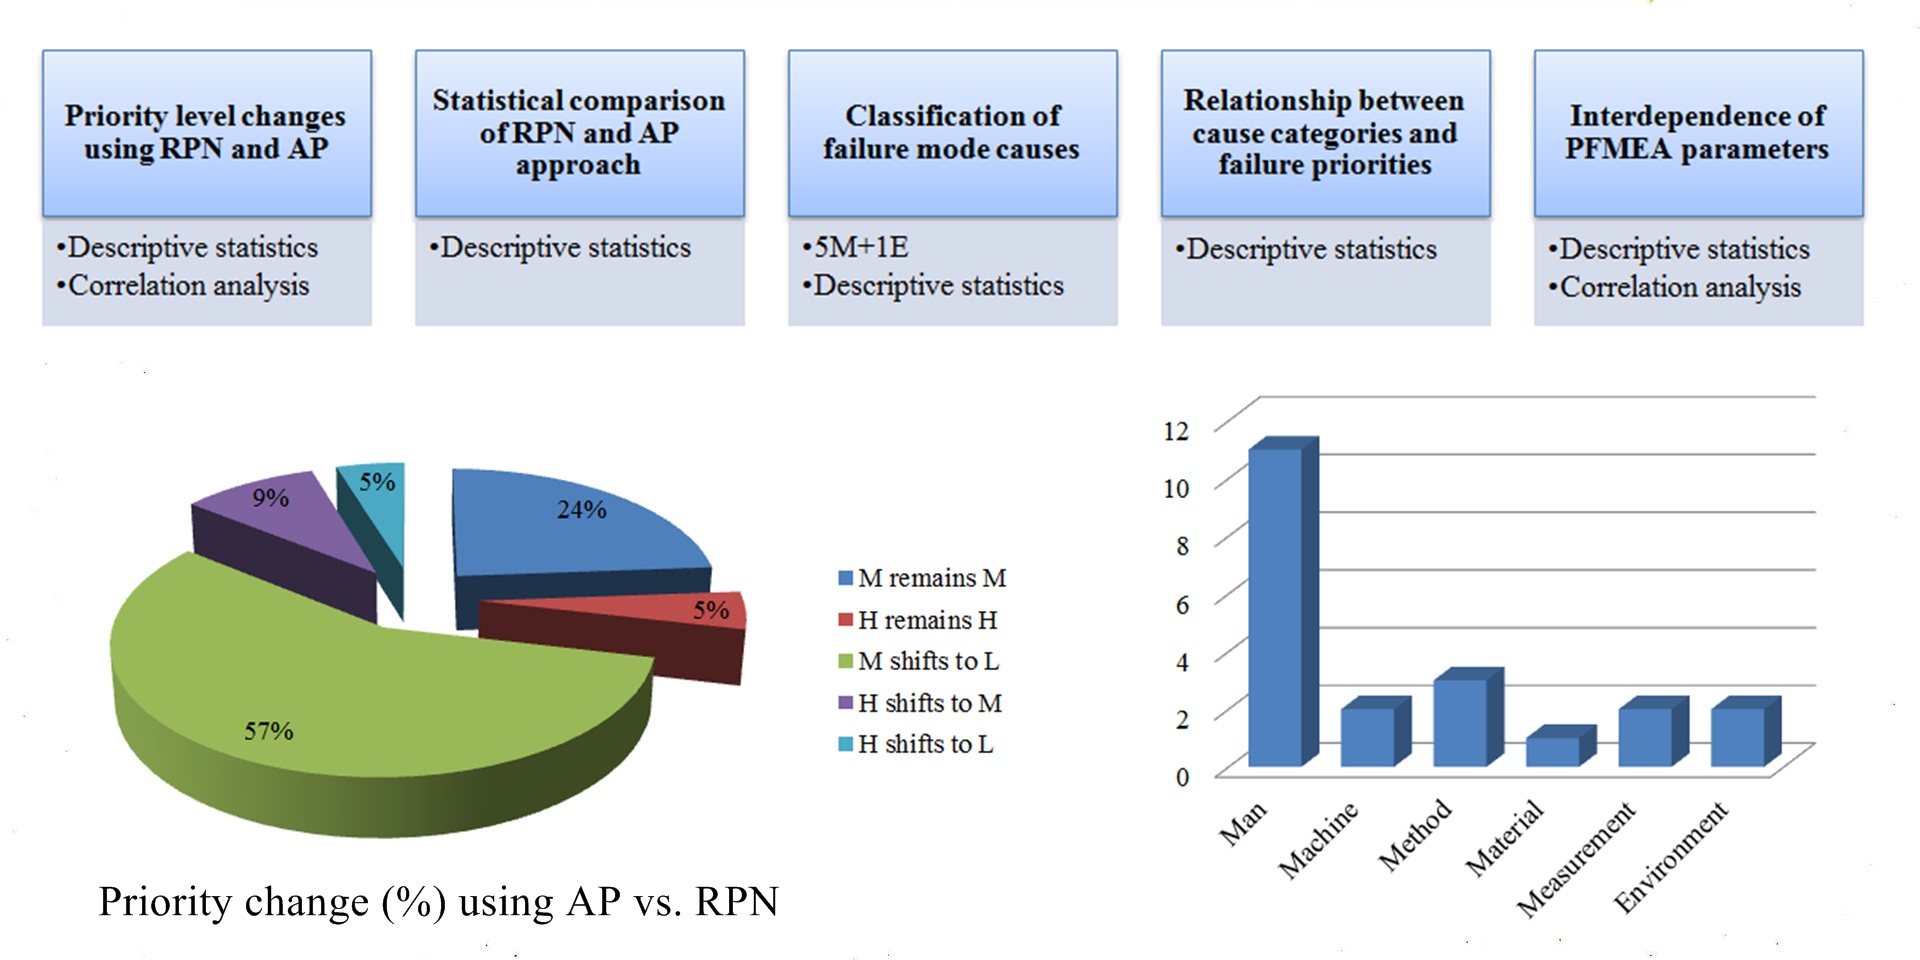 Priority level changes
using RPN and AP
•Descriptive statistics
•Correlation analysis
Statistical comparison
of RPN and AP
approach
•Descriptive statistics
Classification of
failure mode causes
•5M+1E
•Descriptive statistics
Relationship between
cause categories and
failure priorities
•Descriptive statistics
Interdependence of
PFMEA parameters
•Descriptive statistics
•Correlation analysis
5%
9%
24%
5%
57%
M remains M
H remains H
M shifts to L
H shifts to M
H shifts to L
Priority change (%) using AP vs. RPN
12
10
8
6
4
2
0
Man
Machine
Method
Material
Measurement
Environment